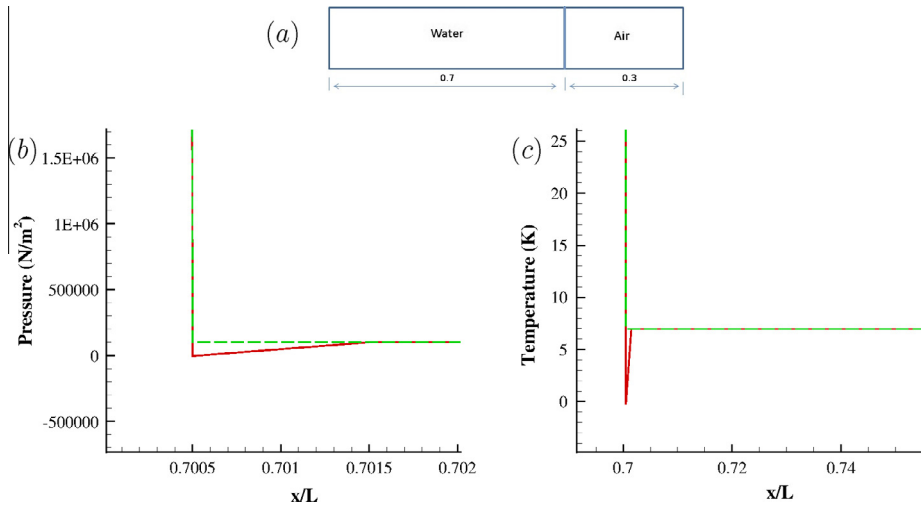 (a)
Water
Air
0.7
0.3
(b)
Pressure (N/m²)
1.5E+06
1E+06
500000
0
-500000
0.7005
0.701
0.7015
0.702
x/L
(c)
Temperature (K)
25
20
15
10
5
0
0.7
0.72
0.74
x/L